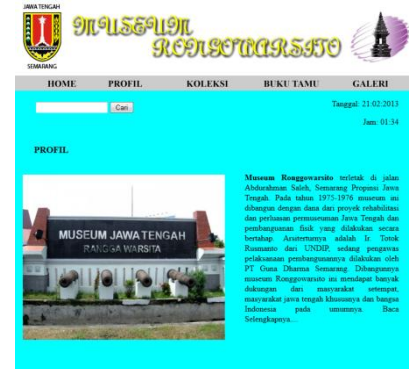 JAWA TENGAH
SEMARANG
MUSEUM
RONGGOWARSITO
HOME PROFIL KOLEKSI BUKU TAMU GALERI
Cari
Tanggal: 21:02:2013
Jam: 01:34
PROFIL
MUSEUM JAWA TENGAH
RANGGA WARSITA
Museum Ronggowarsito terletak di jalan
Abdurahman Saleh, Semarang Propinsi Jawa
Tengah. Pada tahun 1975-1976 museum ini
dibangun dengan dana dari proyek rehabilitasi
dan perluasan permuseuman Jawa Tengah dan
pembanguanan fisik yang dilakukan secara
bertahap. Arsiterturnya adalah Ir. Totok
Rusmanto dari UNDIP, sedang pengawas
pelaksanaan pembangunannya dilakukan oleh
PT Guna Dharma Semarang. Dibangunnya
museum Ronggowarsito ini mendapat banyak
dukungan dari masyarakat setempat,
masyarakat jawa tengah khususnya dan bangsa
Indonesia pada umumnya. Baca
Selengkapnya....